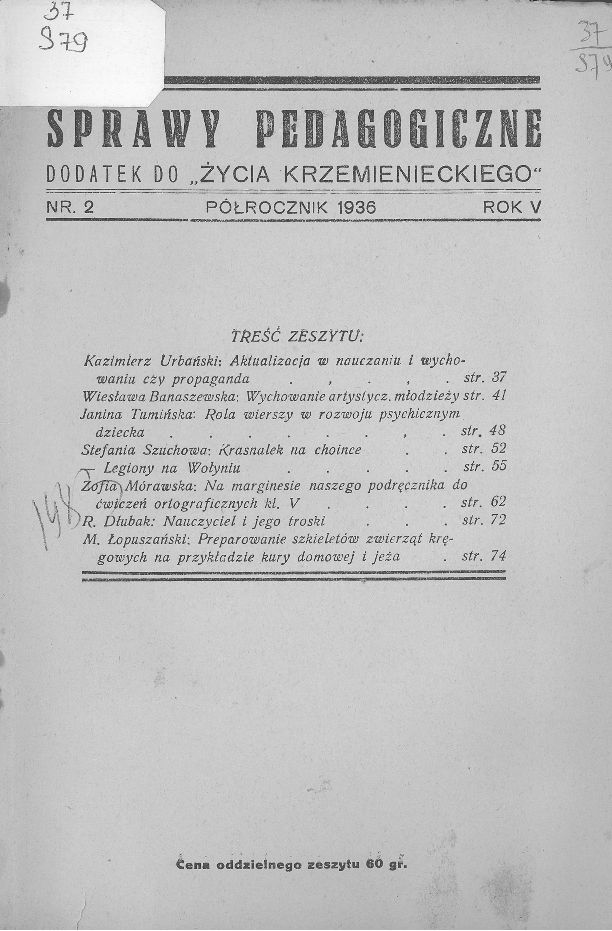 37
S79
37
S79
SPRAWY PEDAGOGICZNE
DODATEK DO „ŻYCIA KRZEMIENIECKIEGO“
NR. 2 PÓŁROCZNIK 1936 ROK V
TREŚĆ ZESZYTU:
Kazimierz Urbański: Aktualizacja w nauczaniu i wycho-
waniu czy propaganda . , . , . str. 37
Wiesława Banaszewska: Wychowanie artystycz. młodzieży str. 41
Janina Tumińska: Rola wierszy w rozwoju psychicznym
dziecka . . . . . . , . str. 48
Stefania Szuchowa: Krasnalek na choince . . str. 52
— Legiony na Wołyniu . . . . . str. 55
Zofia Mórawska: Na marginesie naszego podręcznika do
ćwiczeń ortograficznych kl. V . . . . str. 62
R. Dłubak: Nauczyciel i jego troski . . . str. 72
M. Łopuszański: Preparowanie szkieletów zwierząt krę-
gowych na przykładzie kury domowej i jeża . str. 74
Cena oddzielnego zeszytu 60 gr.